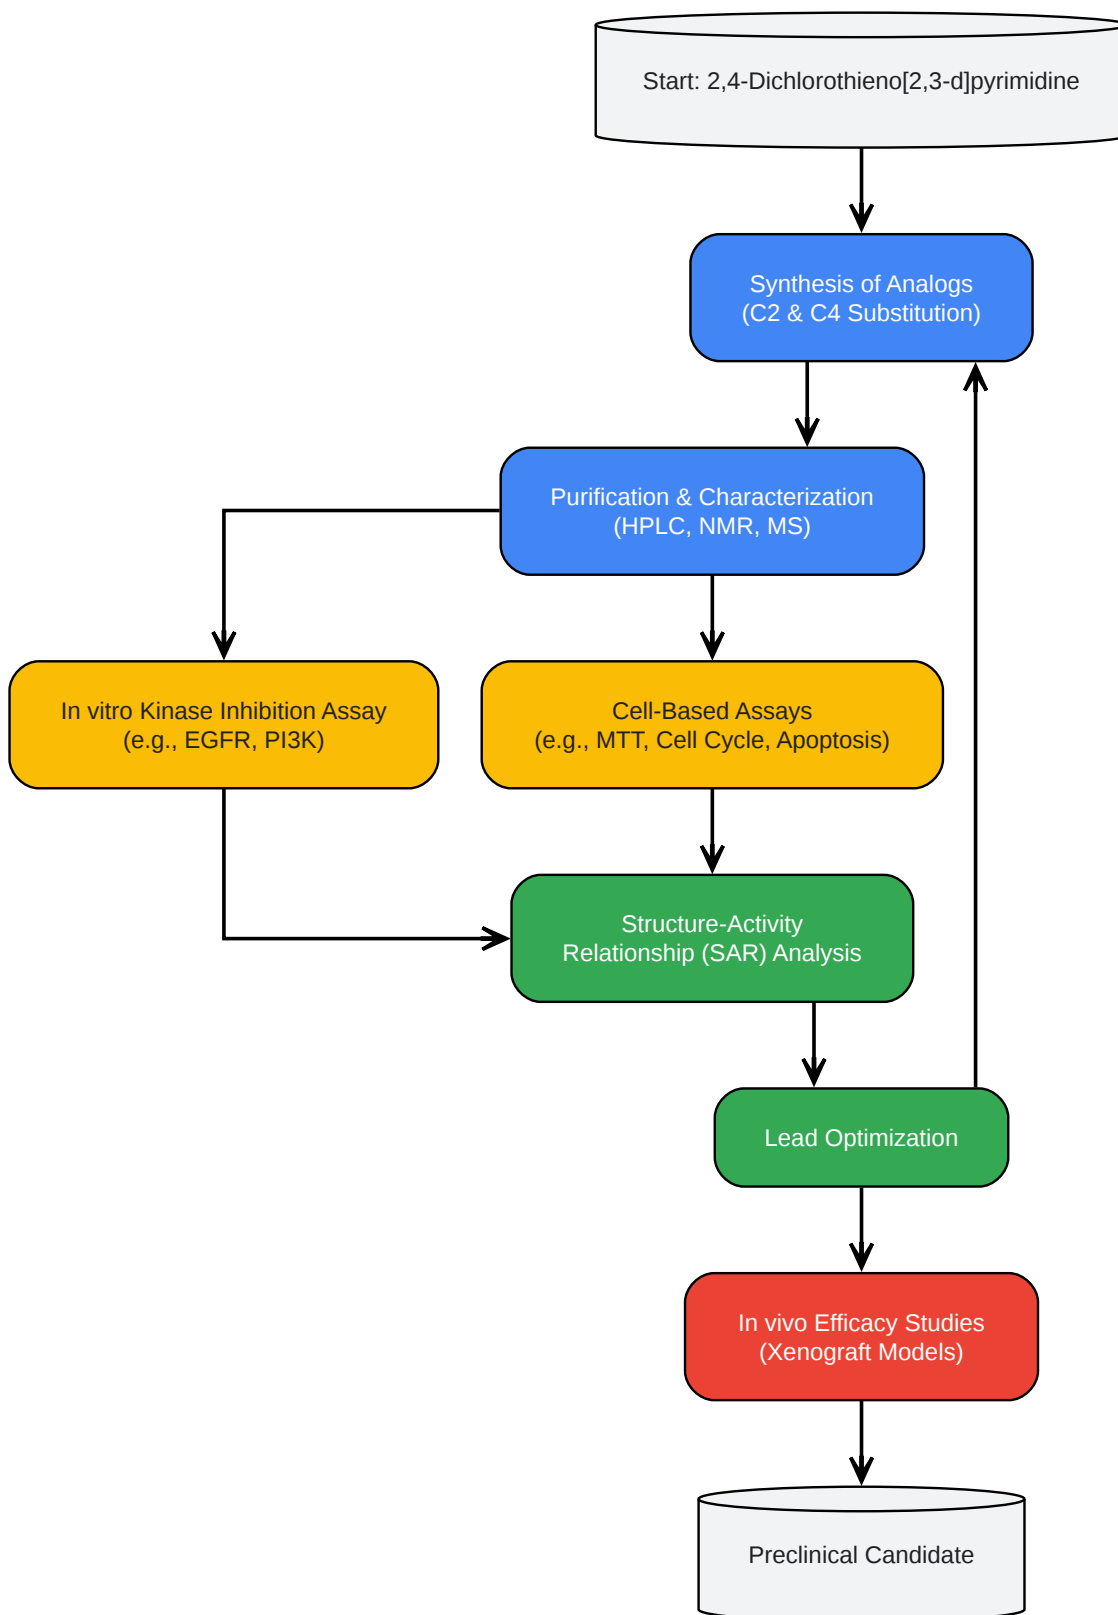 Start: 2,4-Dichlorothieno[2,3-d]pyrimidine
Synthesis of Analogs
(C2 & C4 Substitution)
Purification & Characterization
(HPLC, NMR, MS)
In vitro Kinase Inhibition Assay
(e.g., EGFR, PI3K)
Cell-Based Assays
(e.g., MTT, Cell Cycle, Apoptosis)
Structure-Activity
Relationship (SAR) Analysis
Lead Optimization
In vivo Efficacy Studies
(Xenograft Models)
Preclinical Candidate